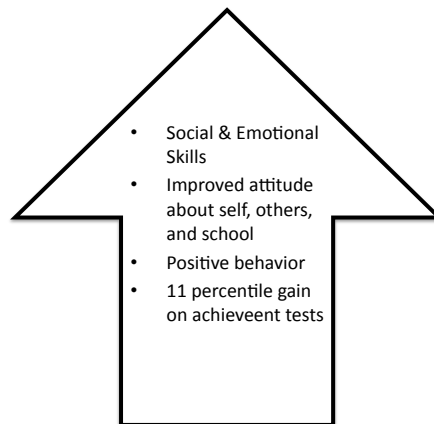 • Social & Emotional
Skills
• Improved attitude
about self, others,
and school
• Positive behavior
• 11 percentile gain
on achieveent tests